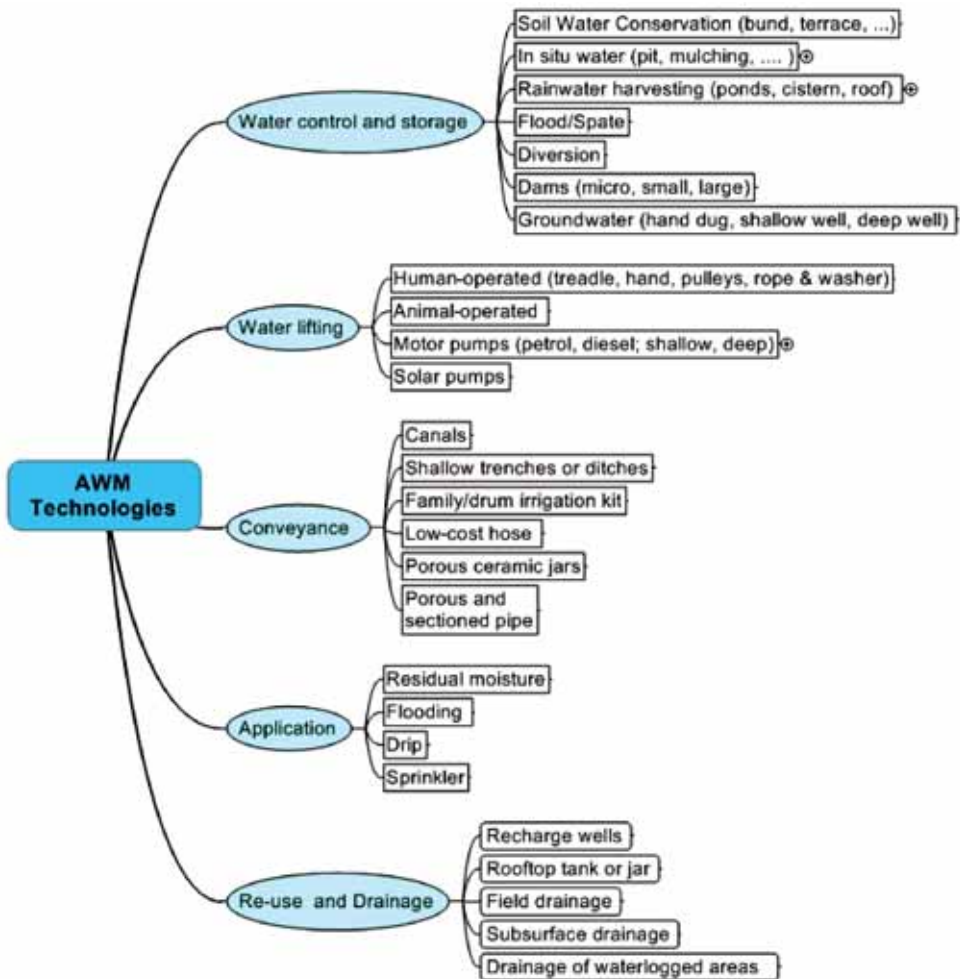 AWM
Technologies
Water control and storage
Soil Water Conservation (bund, terrace, ...)
In situ water (pit, mulching, .... )
Rainwater harvesting (ponds, cistern, roof)
Flood/Spate
Diversion
Dams (micro, small, large)
Groundwater (hand dug, shallow well, deep well)
Water lifting
Human-operated (treadle, hand, pulleys, rope & washer)
Animal-operated
Motor pumps (petrol, diesel; shallow, deep)
Solar pumps
Conveyance
Canals
Shallow trenches or ditches
Family/drum irrigation kit
Low-cost hose
Porous ceramic jars
Porous and
sectioned pipe
Application
Residual moisture
Flooding
Drip
Sprinkler
Re-use and Drainage
Recharge wells
Rooftop tank or jar
Field drainage
Subsurface drainage
Drainage of waterlogged areas